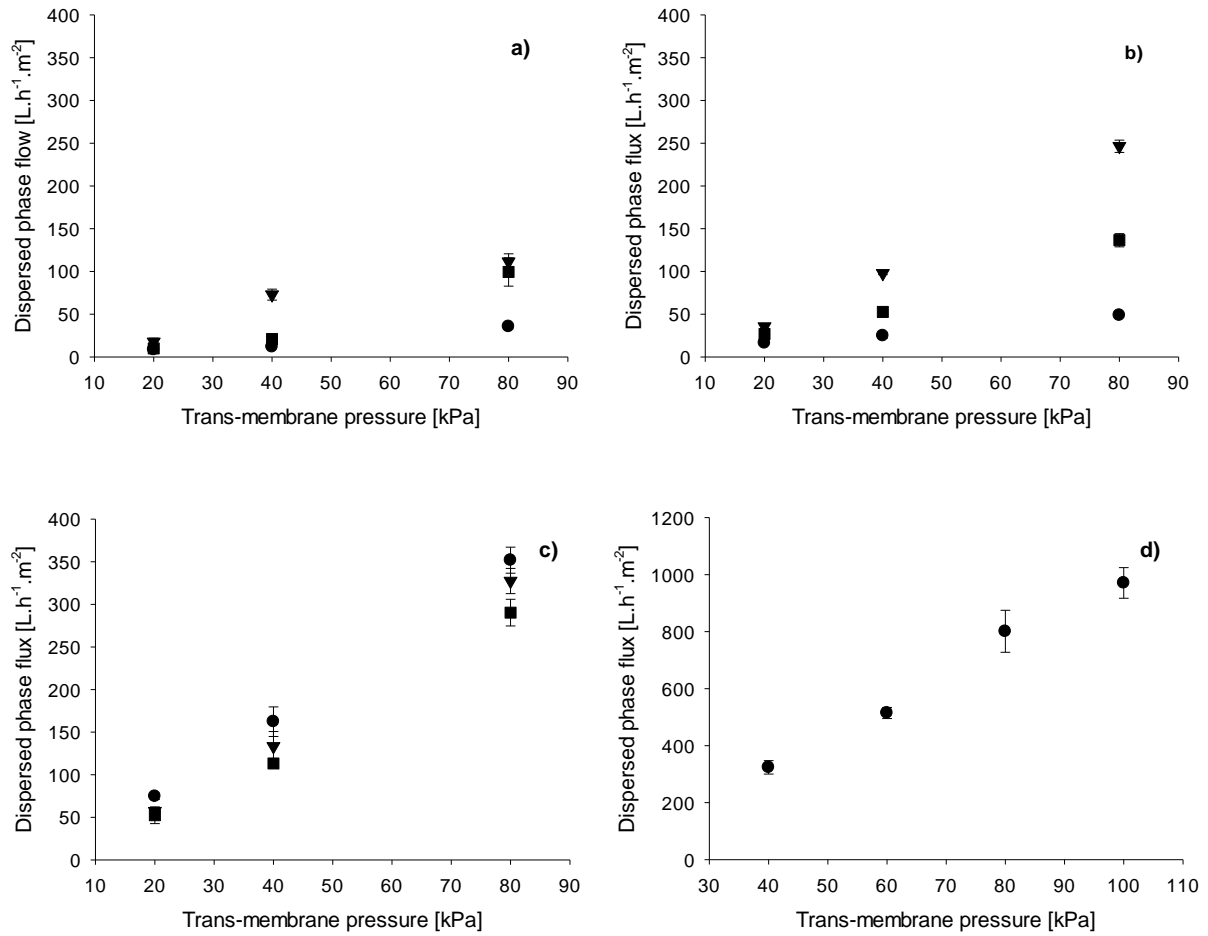 a)
Dispersed phase flow [L.h⁻¹.m⁻²]
400
350
300
250
200
150
100
50
0
10 20 30 40 50 60 70 80 90
Trans-membrane pressure [kPa]
b)
Dispersed phase flux [L.h⁻¹.m⁻²]
400
350
300
250
200
150
100
50
0
10 20 30 40 50 60 70 80 90
Trans-membrane pressure [kPa]
c)
Dispersed phase flux [L.h⁻¹.m⁻²]
400
350
300
250
200
150
100
50
0
10 20 30 40 50 60 70 80 90
Trans-membrane pressure [kPa]
d)
Dispersed phase flux [L.h⁻¹.m⁻²]
1200
1000
800
600
400
200
0
30 40 50 60 70 80 90 100 110
Trans-membrane pressure [kPa]